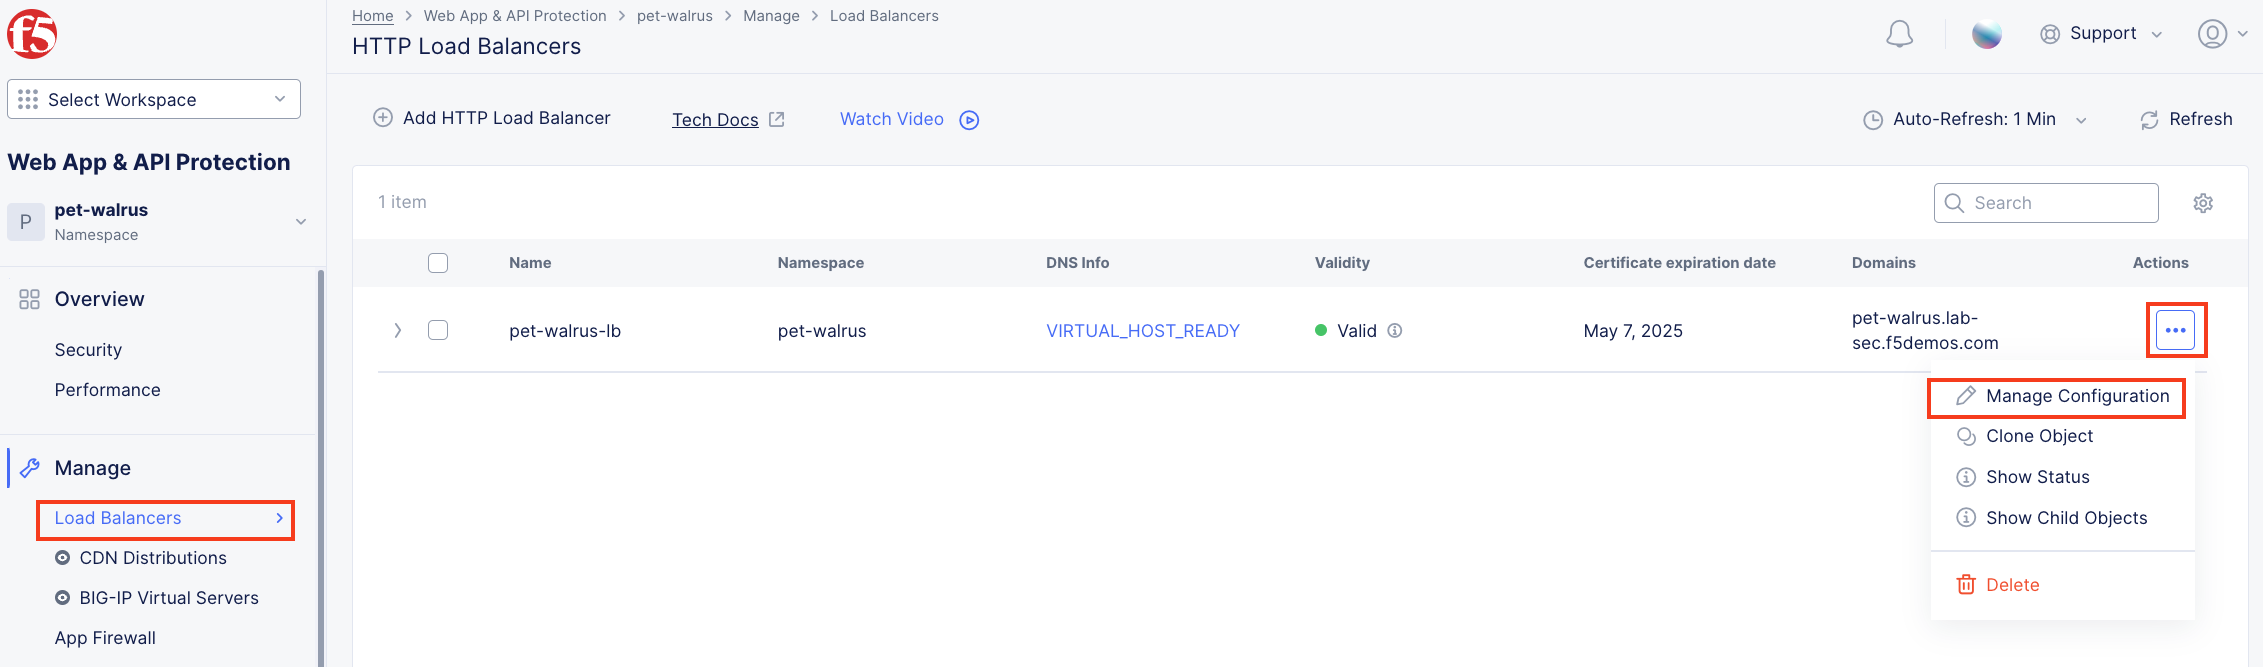 f5
Select Workspace
Web App & API Protection
P
pet-walrus
Namespace
Overview
Security
Performance
Manage
Load Balancers
CDN Distributions
BIG-IP Virtual Servers
App Firewall
Home > Web App & API Protection > pet-walrus > Manage > Load Balancers
HTTP Load Balancers
Support
Add HTTP Load Balancer Tech Docs Watch Video Auto-Refresh: 1 Min Refresh
1 item Search
Name Namespace DNS Info Validity Certificate expiration date Domains Actions
pet-walrus-lb pet-walrus VIRTUAL_HOST_READY Valid May 7, 2025 pet-walrus.lab-
sec.f5demos.com
Manage Configuration
Clone Object
Show Status
Show Child Objects
Delete